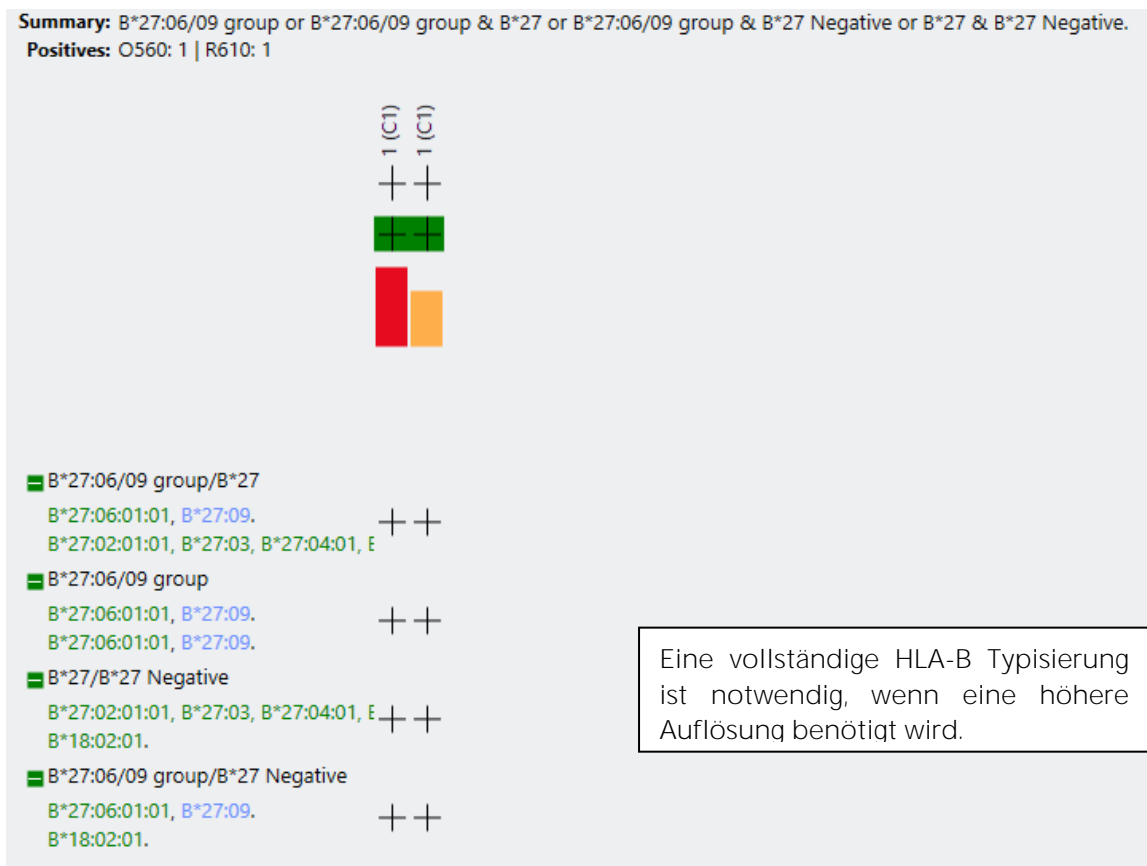 Summary: B*27:06/09 group or B*27:06/09 group & B*27 or B*27:06/09 group & B*27 Negative or B*27 & B*27 Negative.
Positives: O560: 1 | R610: 1
1 (C1)
1 (C1)
B*27:06/09 group/B*27
B*27:06:01:01, B*27:09.
B*27:02:01:01, B*27:03, B*27:04:01, E
B*27:06/09 group
B*27:06:01:01, B*27:09.
B*27:06:01:01, B*27:09.
B*27/B*27 Negative
B*27:02:01:01, B*27:03, B*27:04:01, E
B*18:02:01.
B*27:06/09 group/B*27 Negative
B*27:06:01:01, B*27:09.
B*18:02:01.
Eine vollständige HLA-B Typisierung
ist notwendig, wenn eine höhere
Auflösung benötigt wird.